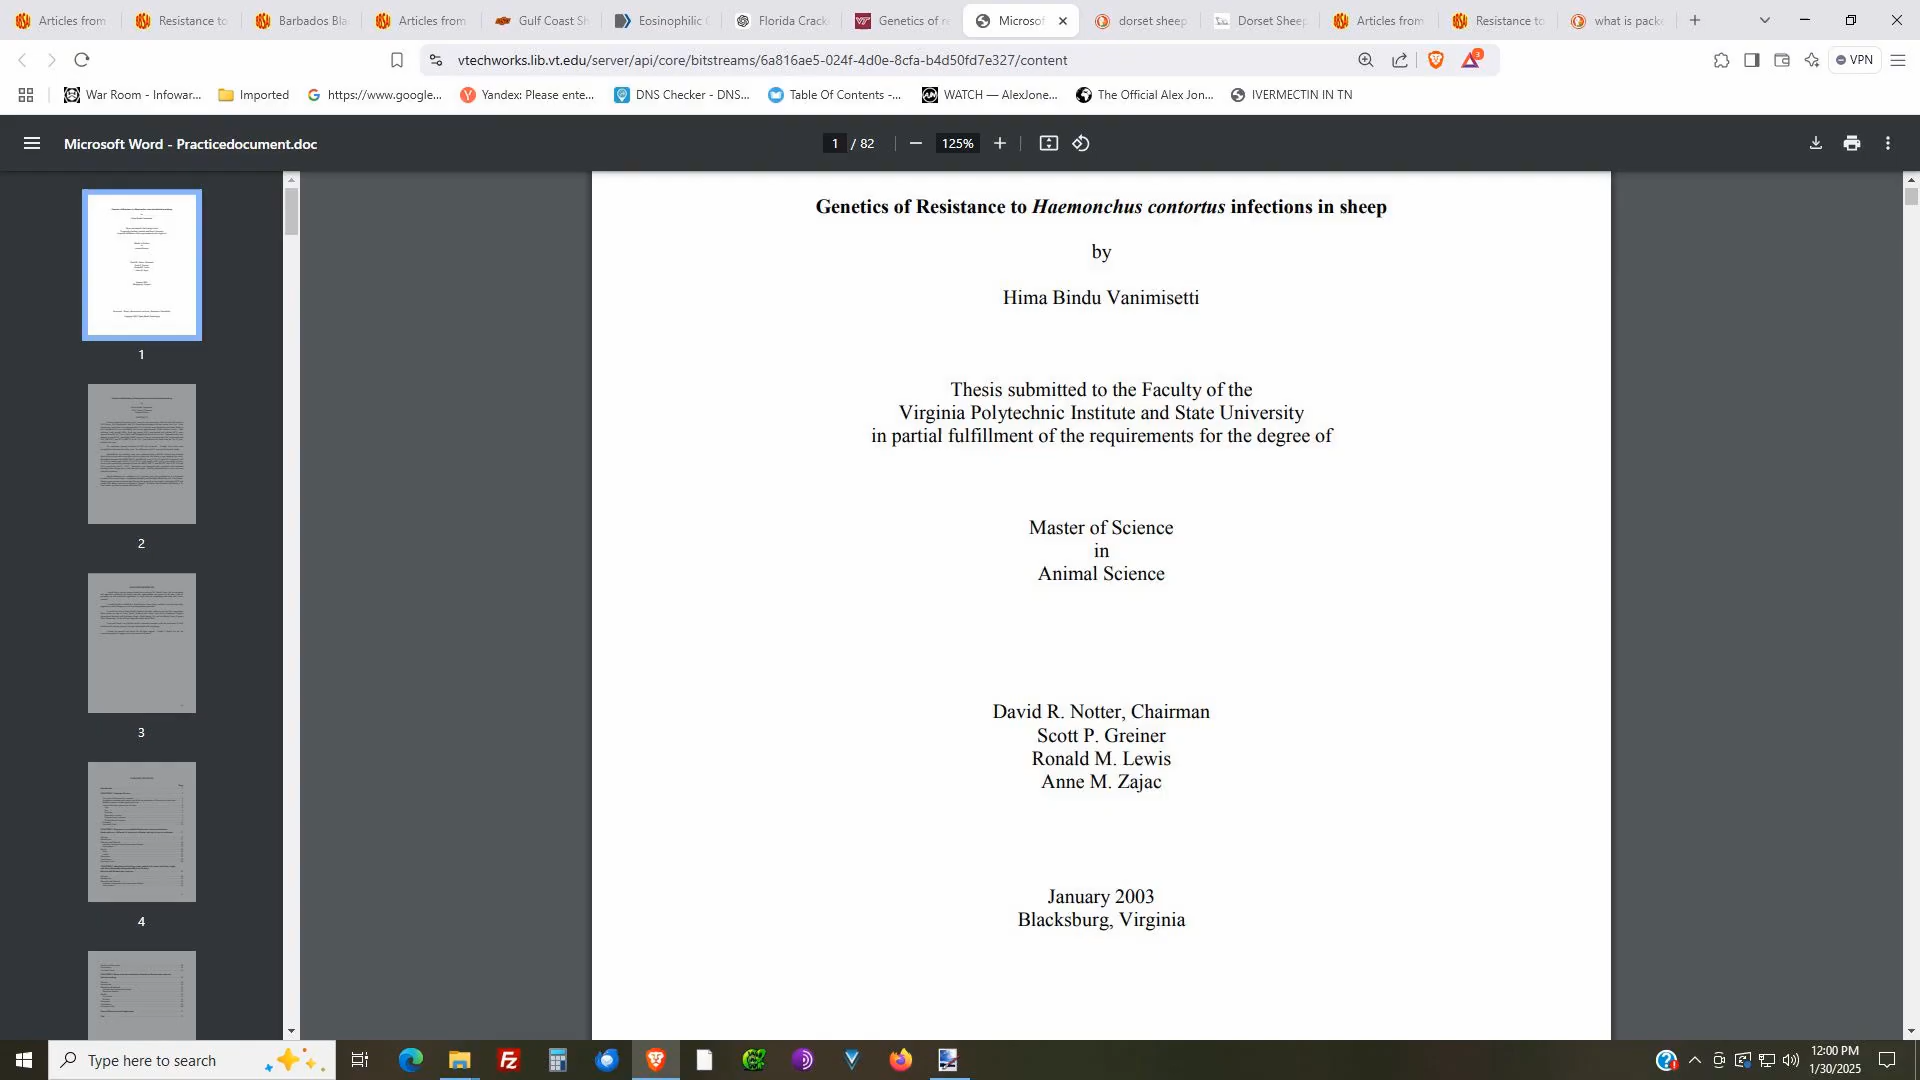 Articles from
Resistance to
Barbados Bla
Articles from
Gulf Coast Sh
Eosinophilic
Florida Crack
Genetics of re
Microsof
dorset sheep
Dorset Sheep
Articles from
Resistance to
what is pack
vtechworks.lib.vt.edu/server/api/core/bitstreams/6a816ae5-024f-4d0e-8cfa-b4d50fd7e327/content
3
VPN
War Room - Infowar...
Imported
https://www.google...
Yandex: Please ente...
DNS Checker - DNS...
Table Of Contents -...
WATCH — AlexJone...
The Official Alex Jon...
IVERMECTIN IN TN
Microsoft Word - Practicedocument.doc
1 / 82
125%
1
2
3
4
Genetics of Resistance to Haemonchus contortus infections in sheep
by
Hima Bindu Vanimisetti
Thesis submitted to the Faculty of the
Virginia Polytechnic Institute and State University
in partial fulfillment of the requirements for the degree of
Master of Science
in
Animal Science
David R. Notter, Chairman
Scott P. Greiner
Ronald M. Lewis
Anne M. Zajac
January 2003
Blacksburg, Virginia
Type here to search
12:00 PM
1/30/2025